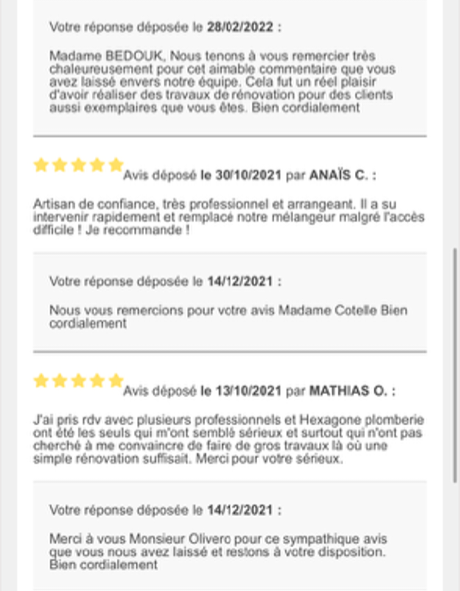 Votre réponse déposée le 28/02/2022 :
Madame BEDOUK, Nous tenons à vous remercier très
chaleureusement pour cet aimable commentaire que vous
avez laissé envers notre équipe. Cela fut un réel plaisir
d'avoir réaliser des travaux de rénovation pour des clients
aussi exemplaires que vous êtes. Bien cordialement
Avis déposé le 30/10/2021 par ANAÏS C. :
Artisan de confiance, très professionnel et arrangeant. Il a su
intervenir rapidement et remplacé notre mélangeur malgré l'accès
difficile ! Je recommande !
Votre réponse déposée le 14/12/2021 :
Nous vous remercions pour votre avis Madame Cotelle Bien
cordialement
Avis déposé le 13/10/2021 par MATHIAS O. :
J'ai pris rdv avec plusieurs professionnels et Hexagone plomberie
ont été les seuls qui m'ont semblé sérieux et surtout qui n'ont pas
cherché à me convaincre de faire de gros travaux là où une
simple rénovation suffisait. Merci pour votre sérieux.
Votre réponse déposée le 14/12/2021 :
Merci à vous Monsieur Olivero pour ce sympathique avis
que vous nous avez laissé et restons à votre disposition.
Bien cordialement